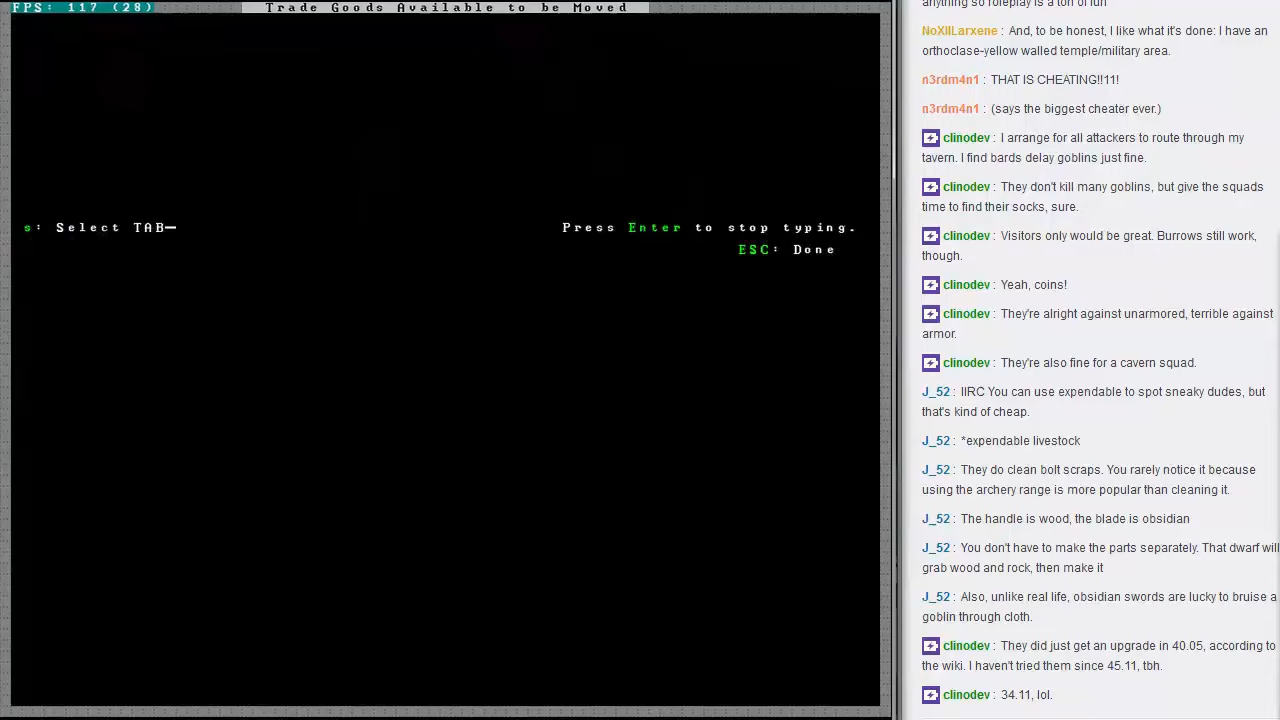 FPS: 117 (28)
Trade Goods Available to be Moved
s: Select TAB
Press Enter to stop typing.
ESC: Done
anything so roleplay is a ton of fun
NoXIILarxene : And, to be honest, I like what it's done: I have an
orthoclase-yellow walled temple/military area.
n3rdm4n1 : THAT IS CHEATING!!11!
n3rdm4n1 : (says the biggest cheater ever.)
clinodev : I arrange for all attackers to route through my
tavern. I find bards delay goblins just fine.
clinodev : They don't kill many goblins, but give the squads
time to find their socks, sure.
clinodev : Visitors only would be great. Burrows still work,
though.
clinodev : Yeah, coins!
clinodev : They're alright against unarmored, terrible against
armor.
clinodev : They're also fine for a cavern squad.
J_52 : IIRC You can use expendable to spot sneaky dudes, but
that's kind of cheap.
J_52 : *expendable livestock
J_52 : They do clean bolt scraps. You rarely notice it because
using the archery range is more popular than cleaning it.
J_52 : The handle is wood, the blade is obsidian
J_52 : You don't have to make the parts separately. That dwarf will
grab wood and rock, then make it
J_52 : Also, unlike real life, obsidian swords are lucky to bruise a
goblin through cloth.
clinodev : They did just get an upgrade in 40.05, according to
the wiki. I haven't tried them since 45.11, tbh.
clinodev : 34.11, lol.